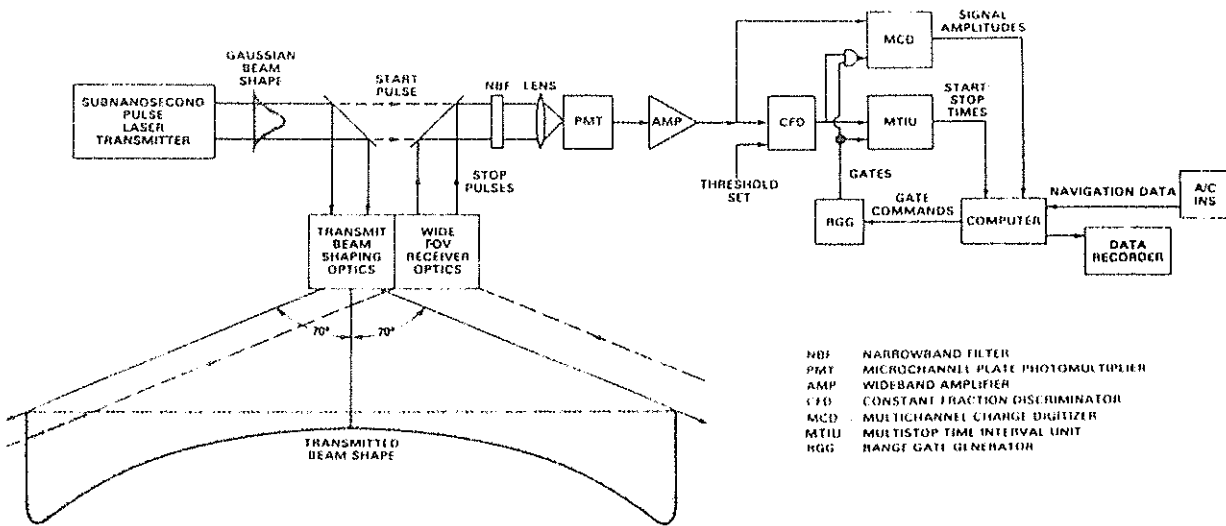 SUBNANOSECOND
PULSE
LASER
TRANSMITTER
GAUSSIAN
BEAM
SHAPE
START
PULSE
NBF
LENS
PMT
AMP
CFD
THRESHOLD
SET
MCD
SIGNAL
AMPLITUDES
MTIU
START-
STOP
TIMES
GATES
RGG
GATE
COMMANDS
COMPUTER
NAVIGATION DATA
A/C
INS
DATA
RECORDER
STOP
PULSES
TRANSMIT
BEAM
SHAPING
OPTICS
WIDE
FOV
RECEIVER
OPTICS
70°
70°
TRANSMITTED
BEAM SHAPE
NBF NARROWBAND FILTER
PMT MICROCHANNEL PLATE PHOTOMULTIPLIER
AMP WIDEBAND AMPLIFIER
CFD CONSTANT FRACTION DISCRIMINATOR
MCD MULTICHANNEL CHARGE DIGITIZER
MTIU MULTISTOP TIME INTERVAL UNIT
RGG RANGE GATE GENERATOR